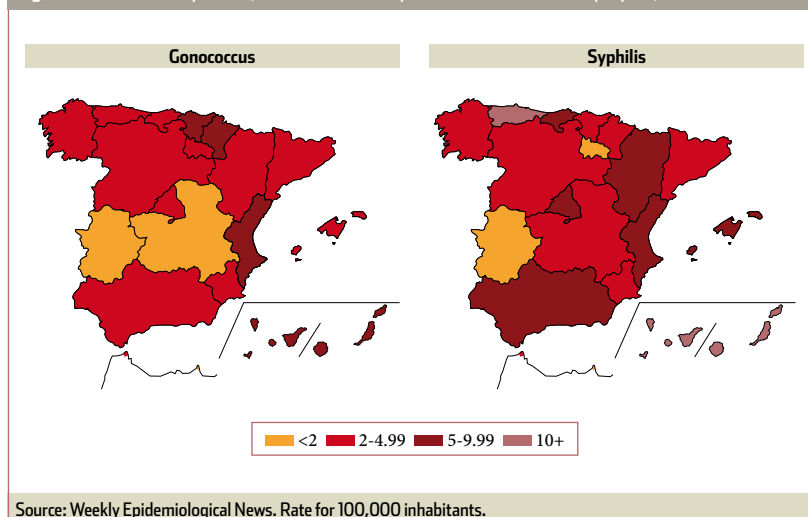 Gonococcus
Syphilis
<2
2-4.99
5-9.99
10+
Source: Weekly Epidemiological News. Rate for 100,000 inhabitants.